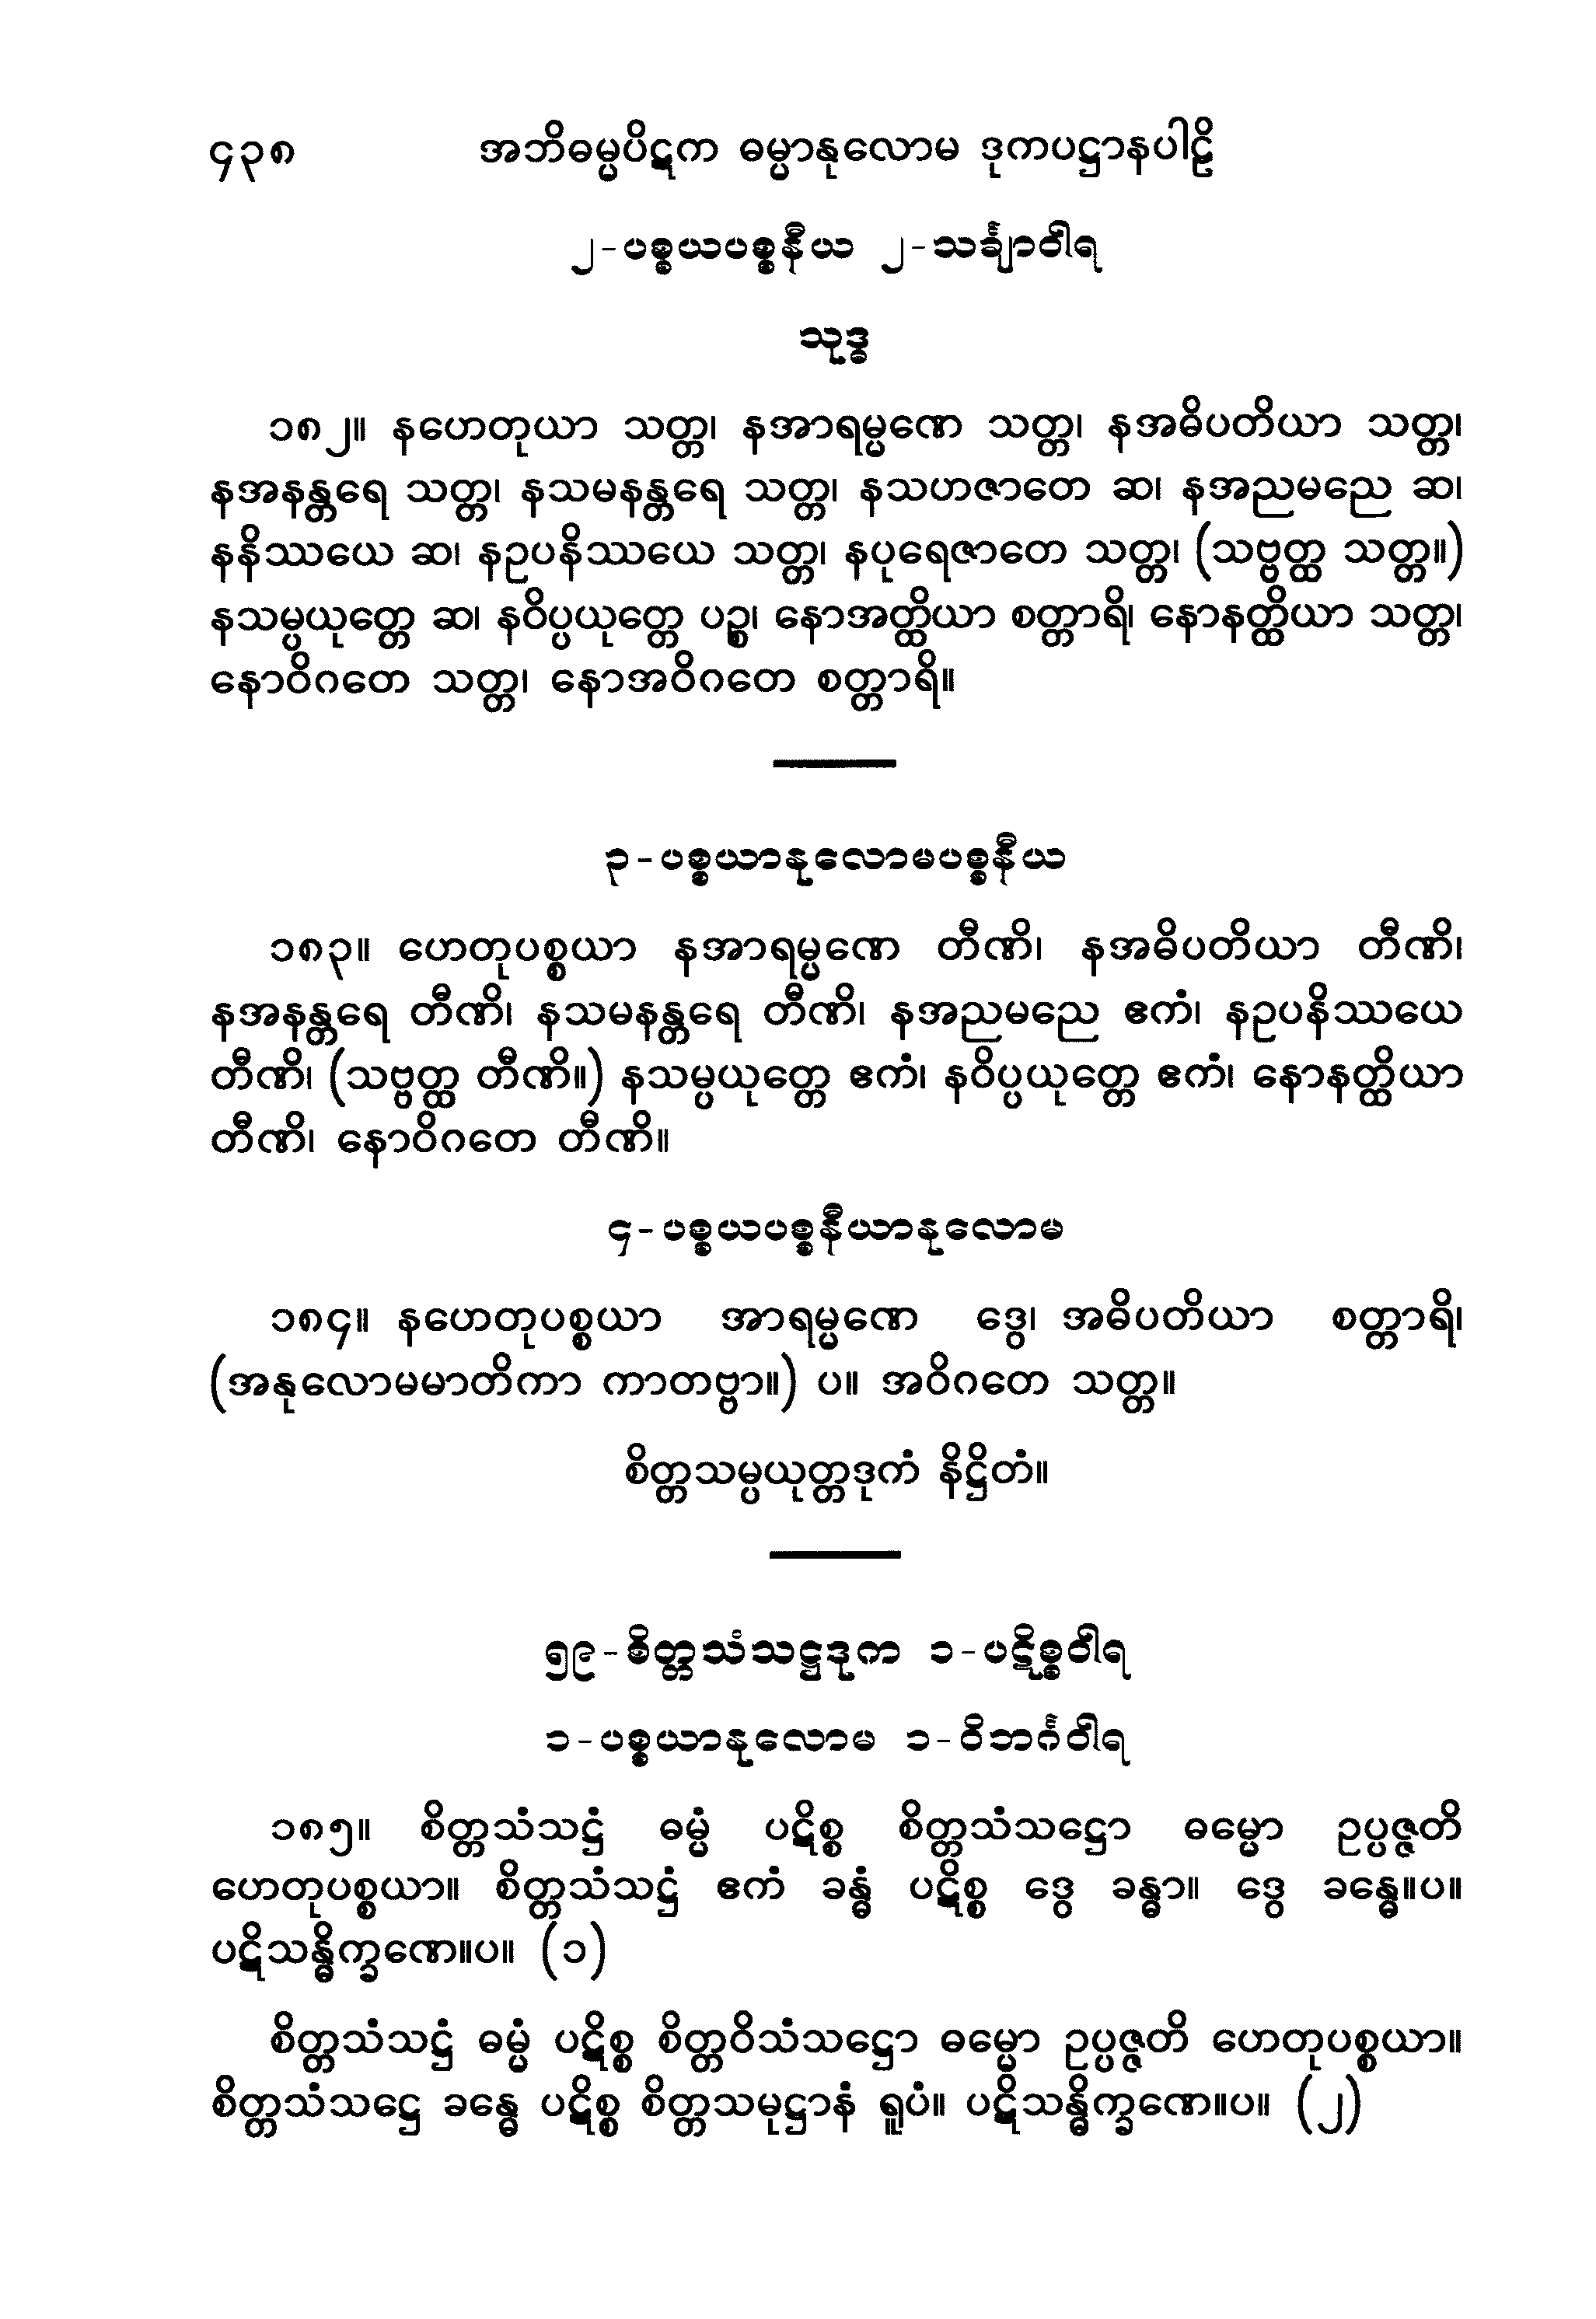 ၄၃၈ အဘိဓမ္မပိဋက ဓမ္မာနုလောမ ဒုကပဋ္ဌာနပါဠိ
၂-ပစ္စယပစ္စနီယ ၂-သင်္ချာဝါရ
သုဒ္ဓ
၁၈၂။ နဟေတုယာ သတ္တ၊ နအာရမ္မဏေ သတ္တ၊ နအဓိပတိယာ သတ္တ၊
နအနန္တရေ သတ္တ၊ နသမနန္တရေ သတ္တ၊ နသဟဇာတေ ဆ၊ နအညမညေ ဆ၊
နနိဿယေ ဆ၊ နဥပနိဿယေ သတ္တ၊ နပုရေဇာတေ သတ္တ၊ (သဗ္ဗတ္ထ သတ္တ။)
နသမ္ပယုတ္တေ ဆ၊ နဝိပ္ပယုတ္တေ ပဉ္စ၊ နောအတ္ထိယာ စတ္တာရိ၊ နောနတ္ထိယာ သတ္တ၊
နောဝိဂတေ သတ္တ၊ နောအဝိဂတေ စတ္တာရိ။
၃-ပစ္စယာနုလောမပစ္စနီယ
၁၈၃။ ဟေတုပစ္စယာ နအာရမ္မဏေ တီဏိ၊ နအဓိပတိယာ တီဏိ၊
နအနန္တရေ တီဏိ၊ နသမနန္တရေ တီဏိ၊ နအညမညေ ဧကံ၊ နဥပနိဿယေ
တီဏိ၊ (သဗ္ဗတ္ထ တီဏိ။) နသမ္ပယုတ္တေ ဧကံ၊ နဝိပ္ပယုတ္တေ ဧကံ၊ နောနတ္ထိယာ
တီဏိ၊ နောဝိဂတေ တီဏိ။
၄-ပစ္စယပစ္စနီယာနုလောမ
၁၈၄။ နဟေတုပစ္စယာ အာရမ္မဏေ ဒွေ၊ အဓိပတိယာ စတ္တာရိ၊
(အနုလောမမာတိကာ ကာတဗ္ဗာ။) ပ။ အဝိဂတေ သတ္တ။
စိတ္တသမ္ပယုတ္တဒုကံ နိဋ္ဌိတံ။
၅၉-စိတ္တသံသဋ္ဌဒုက ၁-ပဋိစ္စဝါရ
၁-ပစ္စယာနုလောမ ၁-ဝိဘင်္ဂဝါရ
၁၈၅။ စိတ္တသံသဋ္ဌံ ဓမ္မံ ပဋိစ္စ စိတ္တသံသဋ္ဌော ဓမ္မော ဥပ္ပဇ္ဇတိ
ဟေတုပစ္စယာ။ စိတ္တသံသဋ္ဌံ ဧကံ ခန္ဓံ ပဋိစ္စ ဒွေ ခန္ဓာ။ ဒွေ ခန္ဓေ။ပ။
ပဋိသန္ဓိက္ခဏေ။ပ။ (၁)
စိတ္တသံသဋ္ဌံ ဓမ္မံ ပဋိစ္စ စိတ္တဝိသံသဋ္ဌော ဓမ္မော ဥပ္ပဇ္ဇတိ ဟေတုပစ္စယာ။
စိတ္တသံသဋ္ဌေ ခန္ဓေ ပဋိစ္စ စိတ္တသမုဋ္ဌာနံ ရူပံ။ ပဋိသန္ဓိက္ခဏေ။ပ။ (၂)